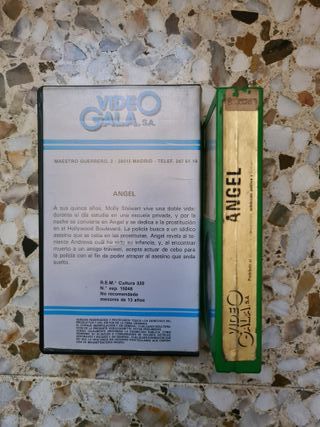 VIDEO
GALA S.A.
MAESTRO GUERRERO, 2 - 28015 MADRID - TELEF. 247 61 18
ANGEL
A sus quince años, Molly Stewart vive una doble vida:
durante el día estudia en una escuela privada, y por la
noche se convierte en Angel y se dedica a la prostitución
en el Hollywood Boulevard. La policía busca a un sádico
asesino que se ceba en las prostitutas. Angel revela al te-
niente Andrews cuál ha sido su infancia, y, al encontrar
muerto a un amigo travestí, acepta actuar de cebo para
la policía con el fin de poder atrapar al asesino que anda
suelto.
R.E.M.ª Cultura 330
N.º exp. 15046
No recomendada
menores de 13 años
ANGEL
VIDEO
GALA S.A.